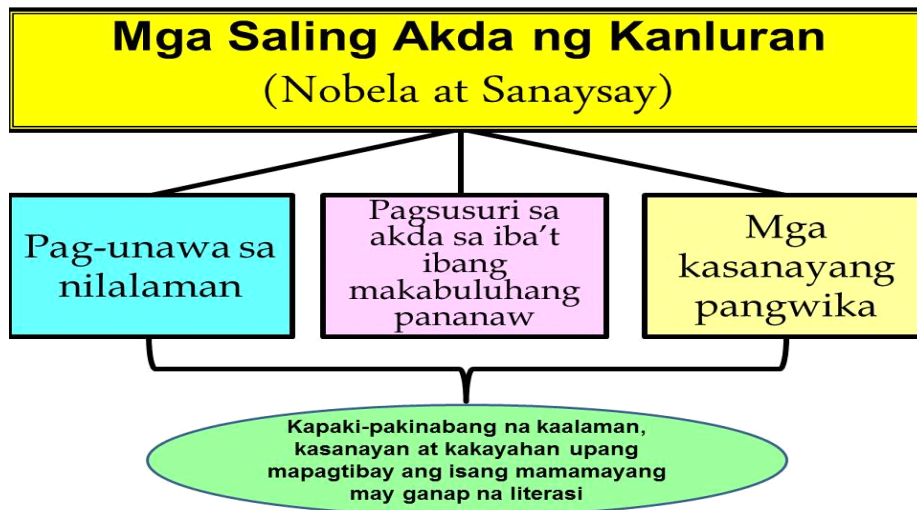 Mga Saling Akda ng Kanluran
(Nobela at Sanaysay)
Pag-unawa sa
nilalaman
Pagsusuri sa
akda sa iba't
ibang
makabuluhang
pananaw
Mga
kasanayang
pangwika
Kapaki-pakinabang na kaalaman,
kasanayan at kakayahan upang
mapagtibay ang isang mamamayang
may ganap na literasi